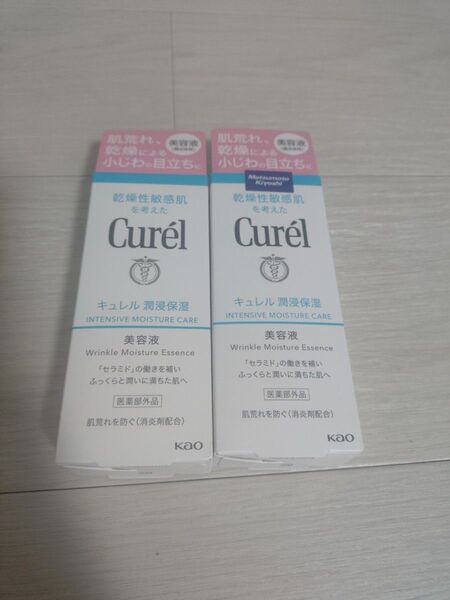 肌荒れ、
乾燥による
小じわの目立ちに
美容液
乾燥性敏感肌
を考えた
Curél
キュレル 潤浸保湿
INTENSIVE MOISTURE CARE
美容液
Wrinkle Moisture Essence
「セラミド」の働きを補い
ふっくらと潤いに満ちた肌へ
医薬部外品
肌荒れを防ぐ（消炎剤配合）
Kao
肌荒れ、
乾燥による
小じわの目立ちに
美容液
Matsumoto
Kiyoshi
乾燥性敏感肌
を考えた
Curél
キュレル 潤浸保湿
INTENSIVE MOISTURE CARE
美容液
Wrinkle Moisture Essence
「セラミド」の働きを補い
ふっくらと潤いに満ちた肌へ
医薬部外品
肌荒れを防ぐ（消炎剤配合）
Kao